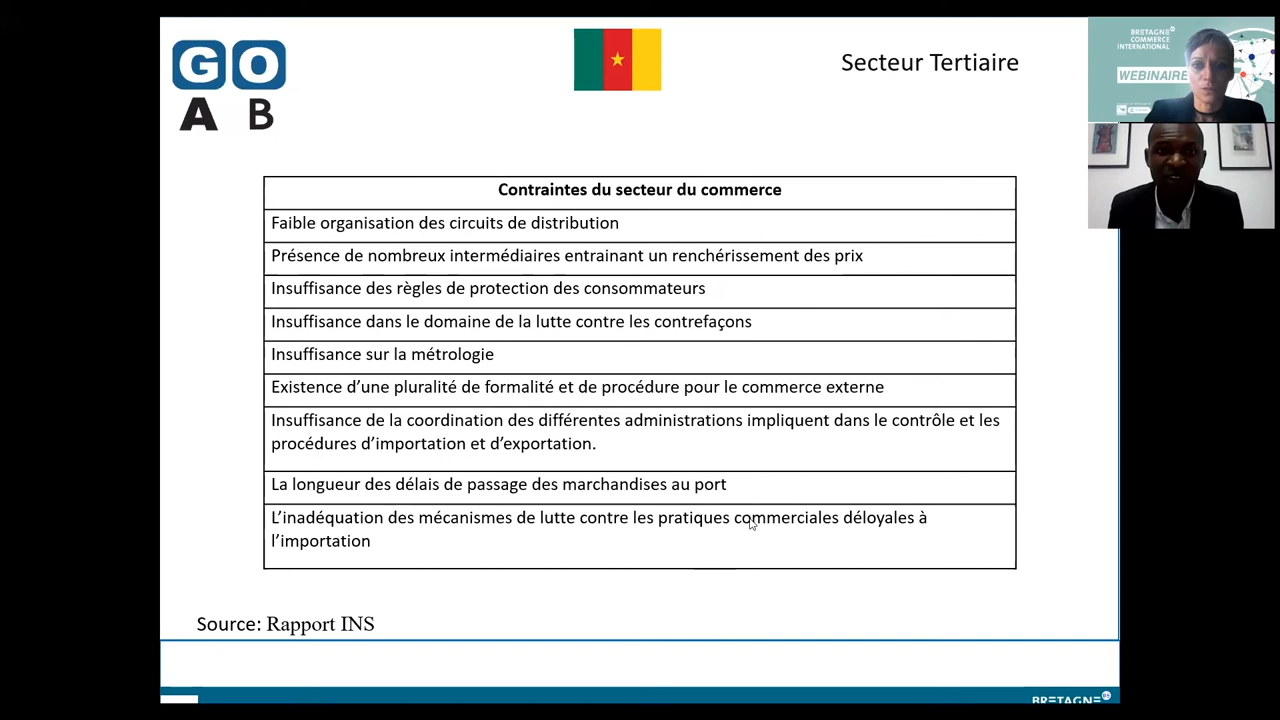 GO
A B
Secteur Tertiaire
BRETAGNE
COMMERCE
INTERNATIONAL
WEBINAIRE
Contraintes du secteur du commerce
Faible organisation des circuits de distribution
Présence de nombreux intermédiaires entrainant un renchérissement des prix
Insuffisance des règles de protection des consommateurs
Insuffisance dans le domaine de la lutte contre les contrefaçons
Insuffisance sur la métrologie
Existence d’une pluralité de formalité et de procédure pour le commerce externe
Insuffisance de la coordination des différentes administrations impliquent dans le contrôle et les
procédures d’importation et d’exportation.
La longueur des délais de passage des marchandises au port
L’inadéquation des mécanismes de lutte contre les pratiques commerciales déloyales à
l’importation
Source: Rapport INS
BRETAGNE